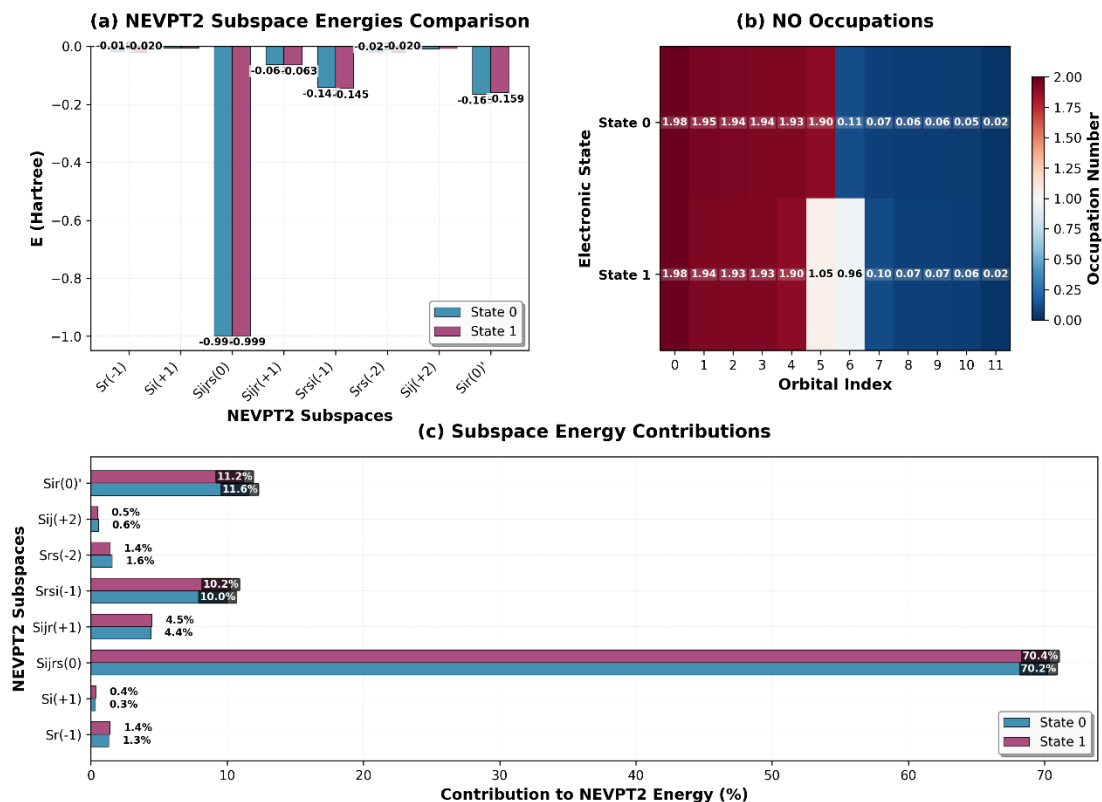 (a) NEVPT2 Subspace Energies Comparison
0.0
−0.2
−0.4
−0.6
−0.8
−1.0
E (Hartree)
-0.01 -0.020
-0.99 -0.999
-0.06 -0.063
-0.14 -0.145
-0.02 -0.020
-0.16 -0.159
State 0
State 1
Sr(-1)
Si(+1)
Sijrs(0)
Sijr(+1)
Srsi(-1)
Srs(-2)
Sij(+2)
Sir(0)'
NEVPT2 Subspaces
(b) NO Occupations
Electronic State
State 0
1.98 1.95 1.94 1.94 1.93 1.90 0.11 0.07 0.06 0.06 0.05 0.02
State 1
1.98 1.94 1.93 1.93 1.90 1.05 0.96 0.10 0.07 0.07 0.06 0.02
0 1 2 3 4 5 6 7 8 9 10 11
Orbital Index
2.00
1.75
1.50
1.25
1.00
0.75
0.50
0.25
0.00
Occupation Number
(c) Subspace Energy Contributions
NEVPT2 Subspaces
Sir(0)'
11.2%
11.6%
Sij(+2)
0.5%
0.6%
Srs(-2)
1.4%
1.6%
Srsi(-1)
10.2%
10.0%
Sijr(+1)
4.5%
4.4%
Sijrs(0)
70.4%
70.2%
Si(+1)
0.4%
0.3%
Sr(-1)
1.4%
1.3%
State 0
State 1
0 10 20 30 40 50 60 70
Contribution to NEVPT2 Energy (%)